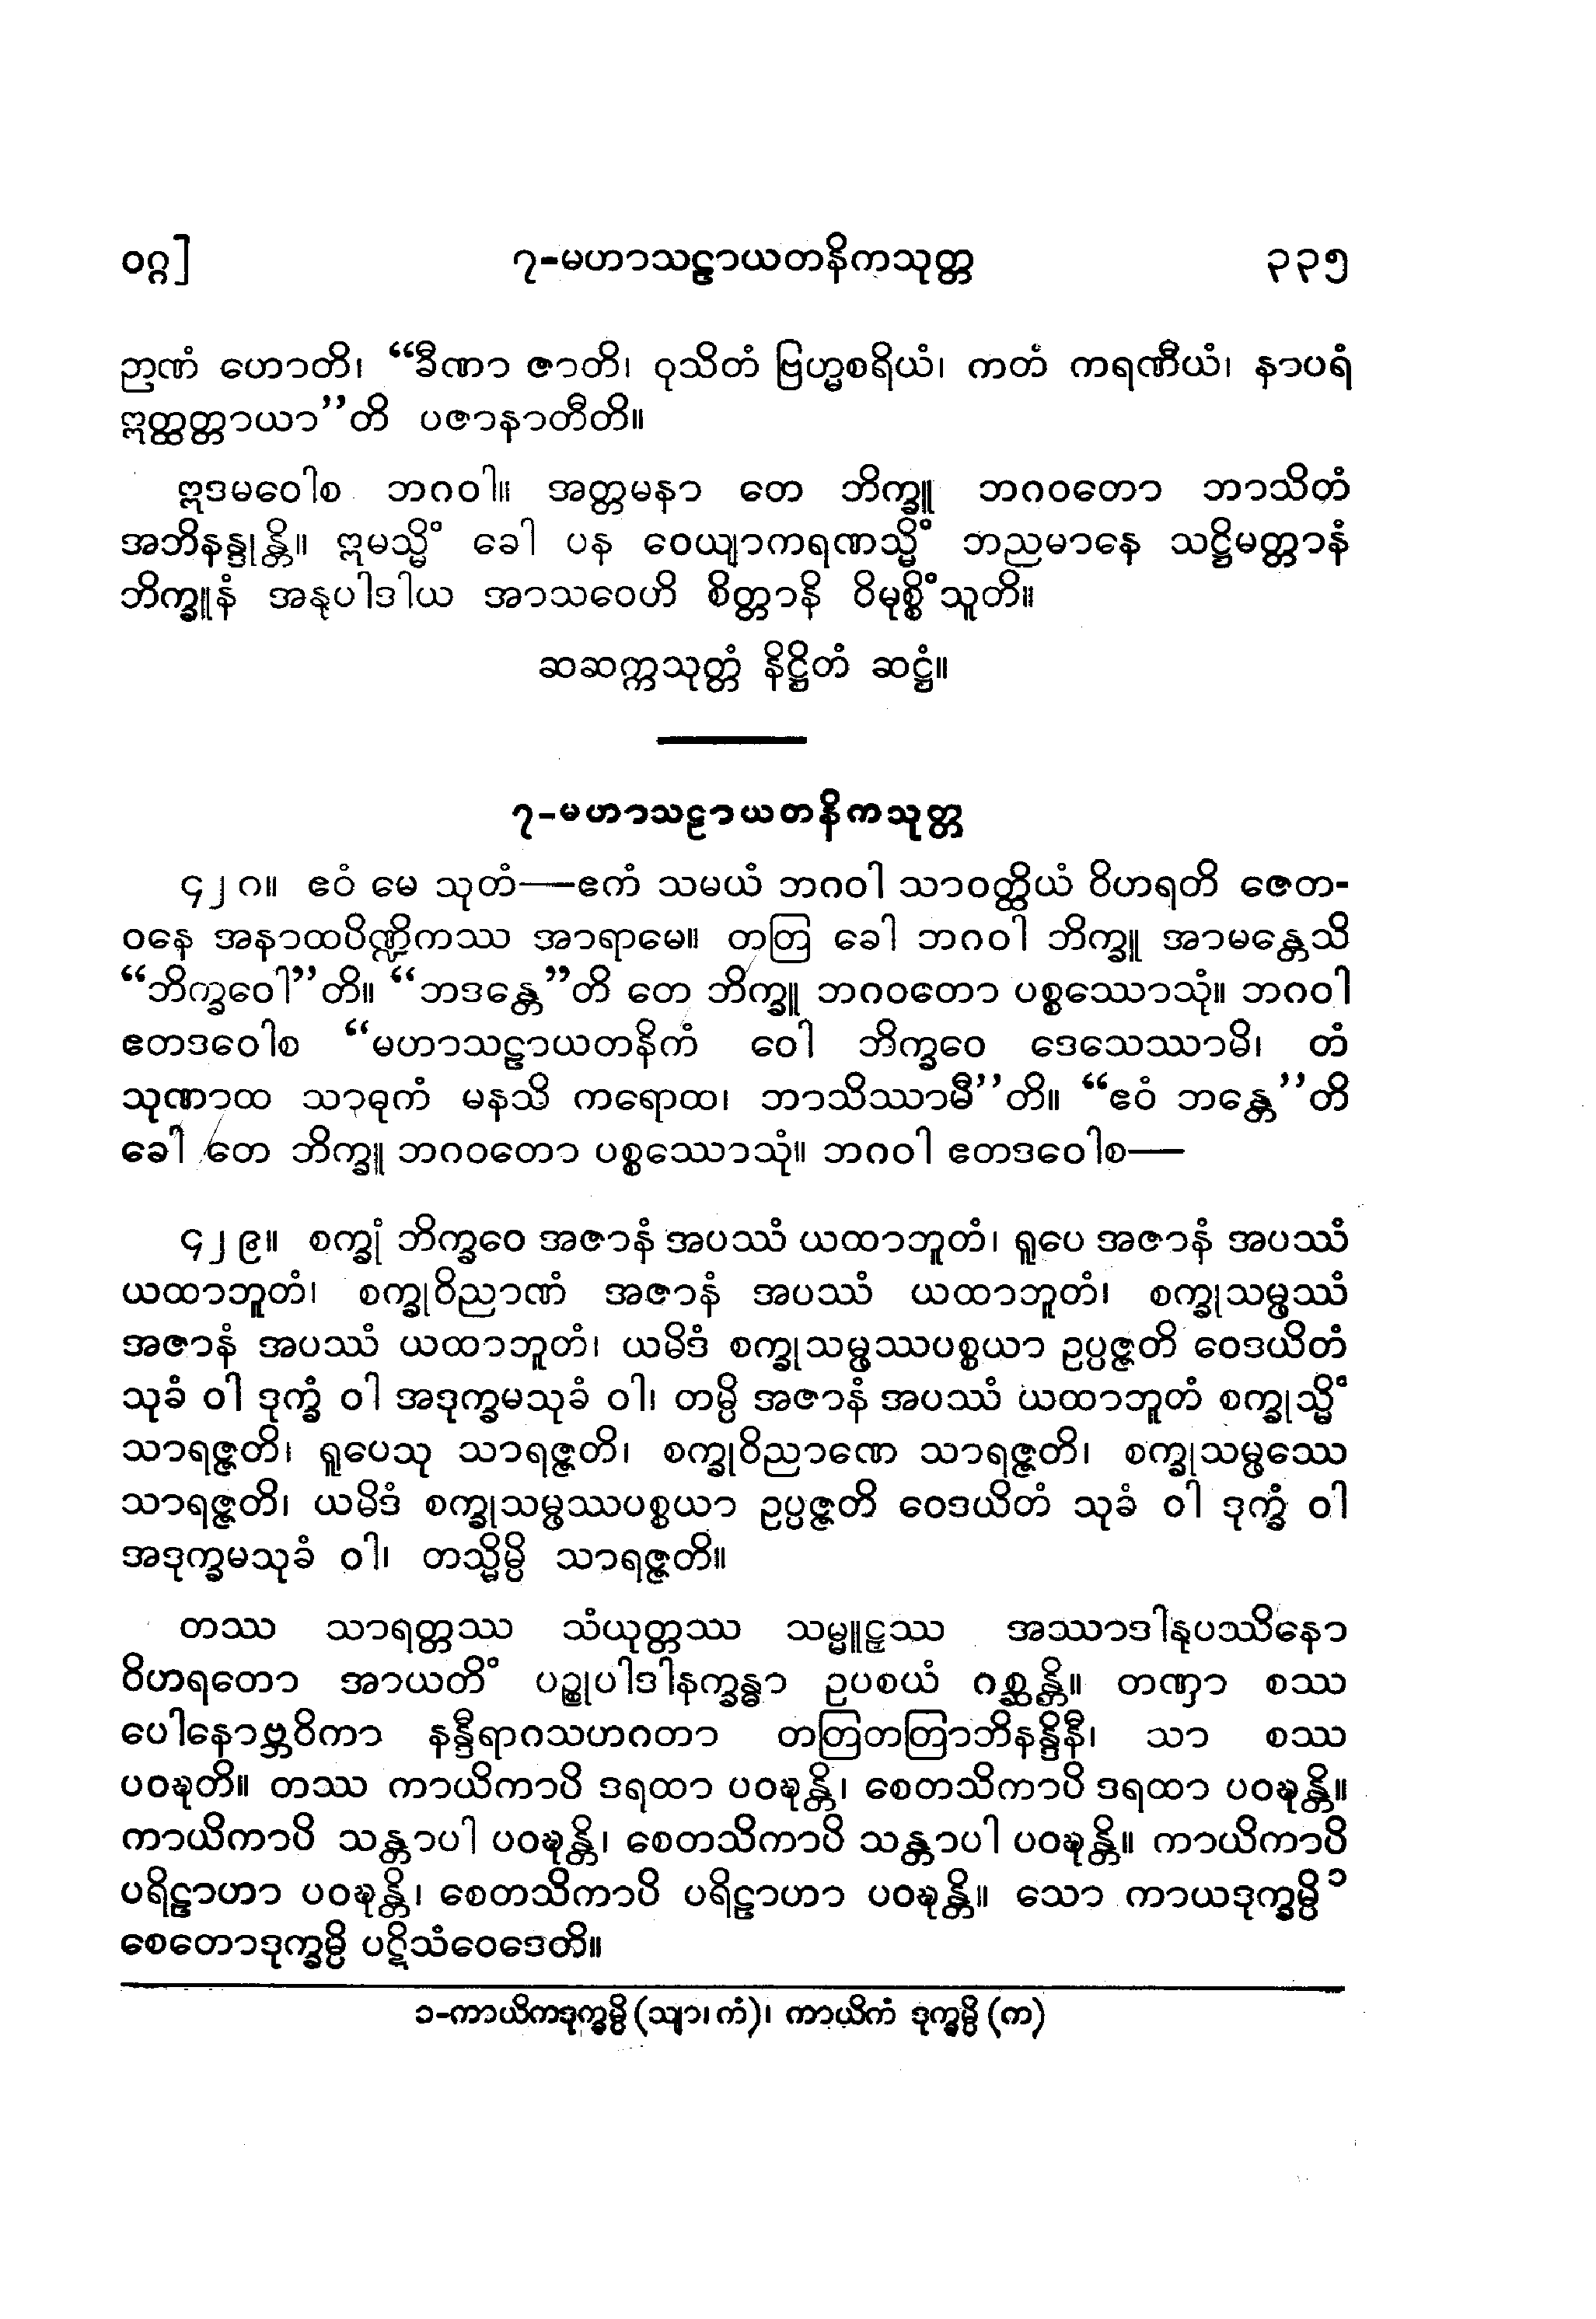 ဝဂ္ဂ] ၇-မဟာသဠာယတနိကသုတ္တ ၃၃၅
ဉာဏံ ဟောတိ၊ “ခီဏာ ဇာတိ၊ ဝုသိတံ ဗြဟ္မစရိယံ၊ ကတံ ကရဏီယံ၊ နာပရံ
ဣတ္ထတ္တာယာ”တိ ပဇာနာတီတိ။
ဣဒမဝေါစ ဘဂဝါ။ အတ္တမနာ တေ ဘိက္ခူ ဘဂဝတော ဘာသိတံ
အဘိနန္ဒုန္တိ။ ဣမသ္မိံ ခေါ ပန ဝေယျာကရဏသ္မိံ ဘညမာနေ သဋ္ဌိမတ္တာနံ
ဘိက္ခူနံ အနုပါဒါယ အာသဝေဟိ စိတ္တာနိ ဝိမုစ္စိံသူတိ။
ဆဆက္ကသုတ္တံ နိဋ္ဌိတံ ဆဋ္ဌံ။
၇-မဟာသဠာယတနိကသုတ္တ
၄၂၈။ ဧဝံ မေ သုတံ—ဧကံ သမယံ ဘဂဝါ သာဝတ္ထိယံ ဝိဟရတိ ဇေတ-
ဝနေ အနာထပိဏ္ဍိကဿ အာရာမေ။ တတြ ခေါ ဘဂဝါ ဘိက္ခူ အာမန္တေသိ
“ဘိက္ခဝေါ”တိ။ “ဘဒန္တေ”တိ တေ ဘိက္ခူ ဘဂဝတော ပစ္စဿောသုံ။ ဘဂဝါ
ဧတဒဝေါစ “မဟာသဠာယတနိကံ ဝေါ ဘိက္ခဝေ ဒေသေဿာမိ၊ တံ
သုဏာထ သာဓုကံ မနသိ ကရောထ၊ ဘာသိဿာမီ”တိ။ “ဧဝံ ဘန္တေ”တိ
ခေါ တေ ဘိက္ခူ ဘဂဝတော ပစ္စဿောသုံ။ ဘဂဝါ ဧတဒဝေါစ—
၄၂၉။ စက္ခုံ ဘိက္ခဝေ အဇာနံ အပဿံ ယထာဘူတံ၊ ရူပေ အဇာနံ အပဿံ
ယထာဘူတံ၊ စက္ခုဝိညာဏံ အဇာနံ အပဿံ ယထာဘူတံ၊ စက္ခုသမ္ဖဿံ
အဇာနံ အပဿံ ယထာဘူတံ၊ ယမိဒံ စက္ခုသမ္ဖဿပစ္စယာ ဥပ္ပဇ္ဇတိ ဝေဒယိတံ
သုခံ ဝါ ဒုက္ခံ ဝါ အဒုက္ခမသုခံ ဝါ၊ တမ္ပိ အဇာနံ အပဿံ ယထာဘူတံ စက္ခုသ္မိံ
သာရဇ္ဇတိ၊ ရူပေသု သာရဇ္ဇတိ၊ စက္ခုဝိညာဏေ သာရဇ္ဇတိ၊ စက္ခုသမ္ဖဿေ
သာရဇ္ဇတိ၊ ယမိဒံ စက္ခုသမ္ဖဿပစ္စယာ ဥပ္ပဇ္ဇတိ ဝေဒယိတံ သုခံ ဝါ ဒုက္ခံ ဝါ
အဒုက္ခမသုခံ ဝါ၊ တသ္မိမ္ပိ သာရဇ္ဇတိ။
တဿ သာရတ္တဿ သံယုတ္တဿ သမ္မူဠှဿ အဿာဒါနုပဿိနော
ဝိဟရတော အာယတိံ ပဉ္စုပါဒါနက္ခန္ဓာ ဥပစယံ ဂစ္ဆန္တိ။ တဏှာ စဿ
ပေါနောဗ္ဘဝိကာ နန္ဒီရာဂသဟဂတာ တတြတတြာဘိနန္ဒိနီ၊ သာ စဿ
ပဝဍ္ဎတိ။ တဿ ကာယိကာပိ ဒရထာ ပဝဍ္ဎန္တိ၊ စေတသိကာပိ ဒရထာ ပဝဍ္ဎန္တိ။
ကာယိကာပိ သန္တာပါ ပဝဍ္ဎန္တိ၊ စေတသိကာပိ သန္တာပါ ပဝဍ္ဎန္တိ။ ကာယိကာပိ
ပရိဠာဟာ ပဝဍ္ဎန္တိ၊ စေတသိကာပိ ပရိဠာဟာ ပဝဍ္ဎန္တိ။ သော ကာယဒုက္ခမ္ပိ ၁
စေတောဒုက္ခမ္ပိ ပဋိသံဝေဒေတိ။
၁-ကာယိကဒုက္ခမ္ပိ (သျာ၊ ကံ)၊ ကာယိကံ ဒုက္ခမ္ပိ (က)